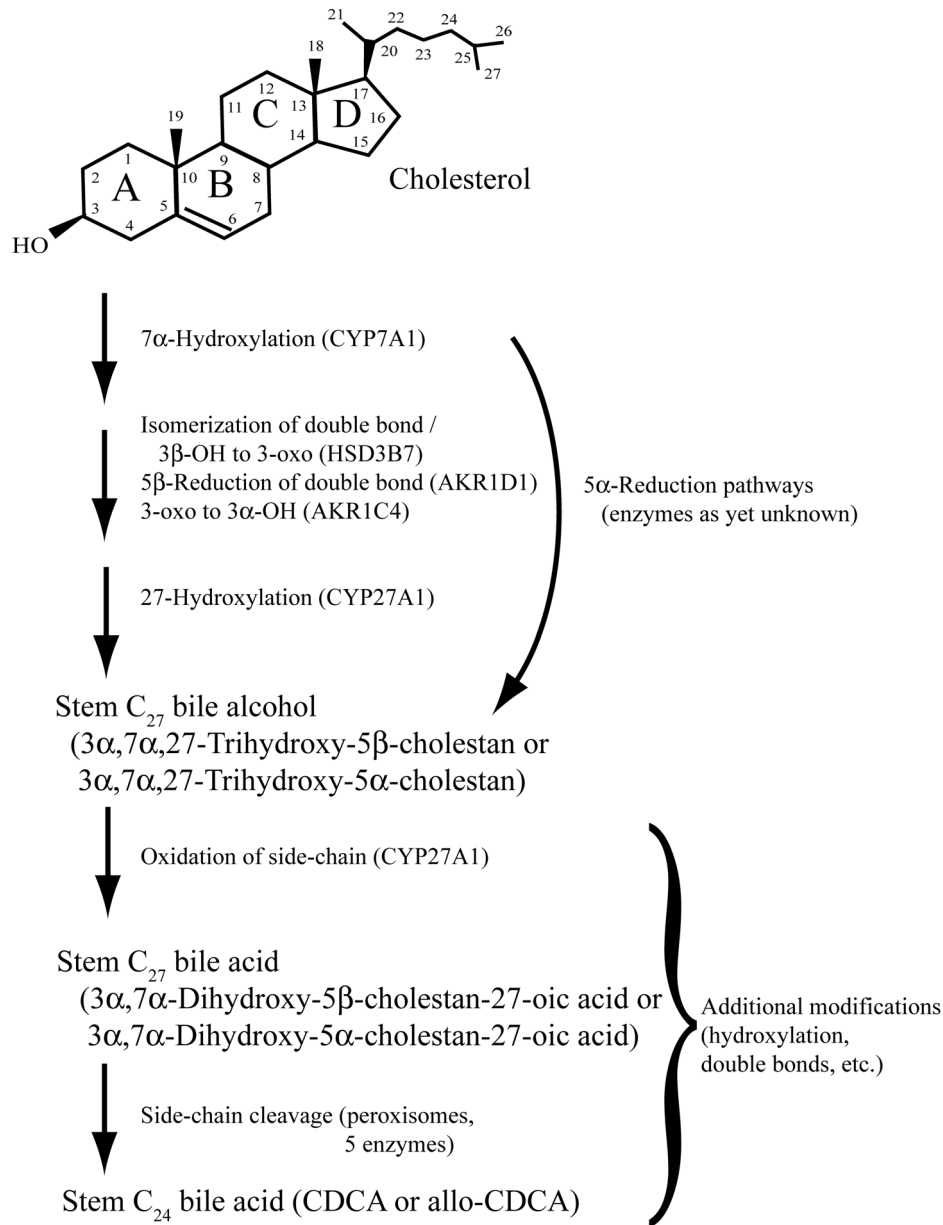 21
22
24
26
18
20
23
25
27
12
17
11
C
13
D
16
19
14
15
1
9
2
A
10
B
8
3
5
6
7
4
HO
Cholesterol
7α-Hydroxylation (CYP7A1)
Isomerization of double bond /
3β-OH to 3-oxo (HSD3B7)
5β-Reduction of double bond (AKR1D1)
3-oxo to 3α-OH (AKR1C4)
5α-Reduction pathways
(enzymes as yet unknown)
27-Hydroxylation (CYP27A1)
Stem C27 bile alcohol
(3α,7α,27-Trihydroxy-5β-cholestan or
3α,7α,27-Trihydroxy-5α-cholestan)
Oxidation of side-chain (CYP27A1)
Stem C27 bile acid
(3α,7α-Dihydroxy-5β-cholestan-27-oic acid or
3α,7α-Dihydroxy-5α-cholestan-27-oic acid)
Additional modifications
(hydroxylation,
double bonds, etc.)
Side-chain cleavage (peroxisomes,
5 enzymes)
Stem C24 bile acid (CDCA or allo-CDCA)